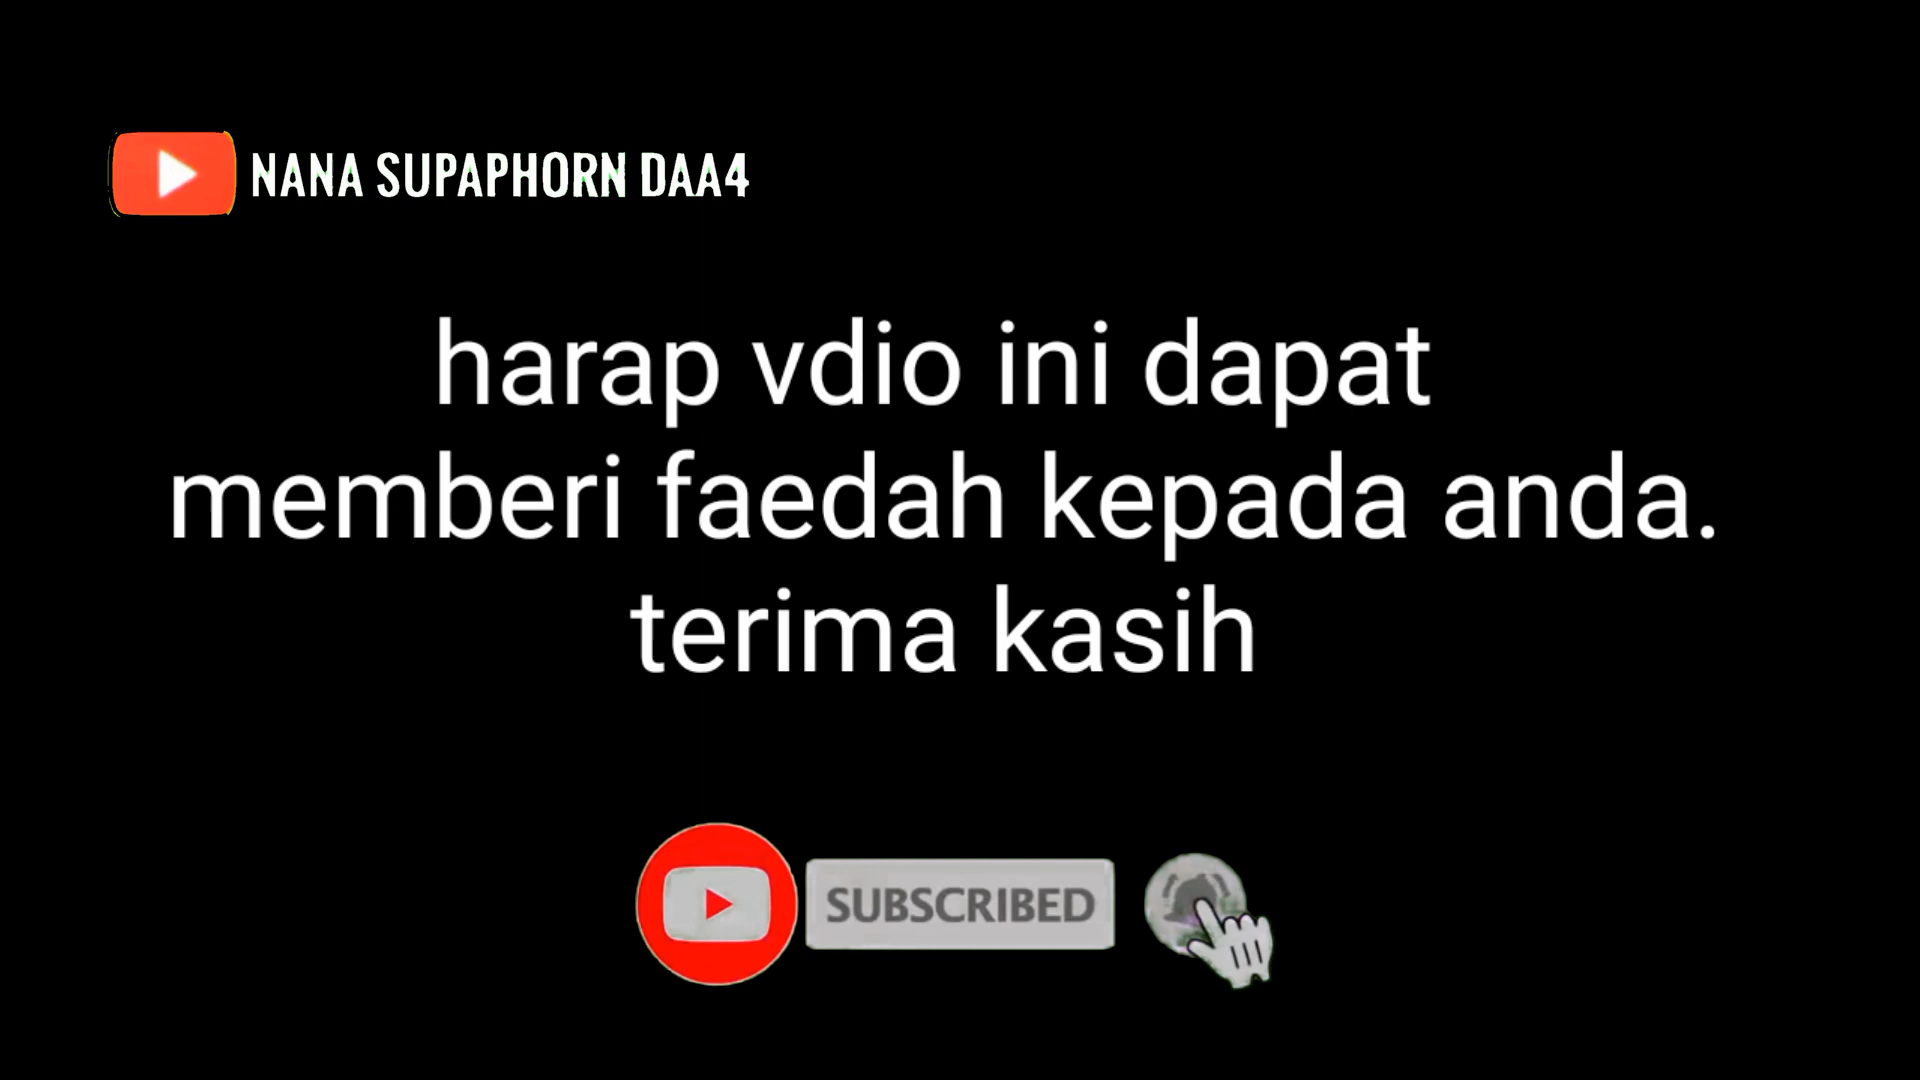 NANA SUPAPHORN DAA4
harap vdio ini dapat
memberi faedah kepada anda.
terima kasih
SUBSCRIBED